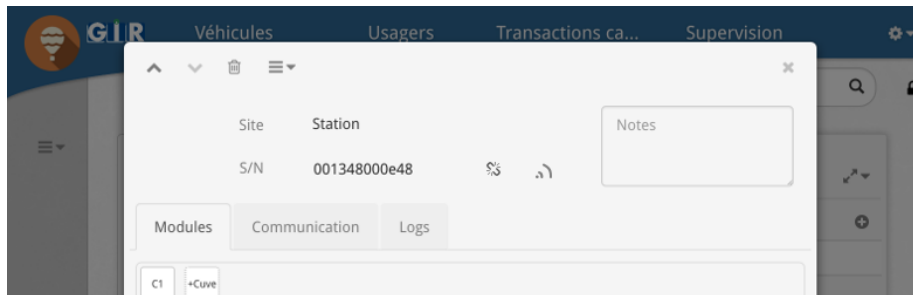 GIR Véhicules Usagers Transactions ca... Supervision
Site Station Notes
S/N 001348000e48
Modules Communication Logs
C1 +Cuve